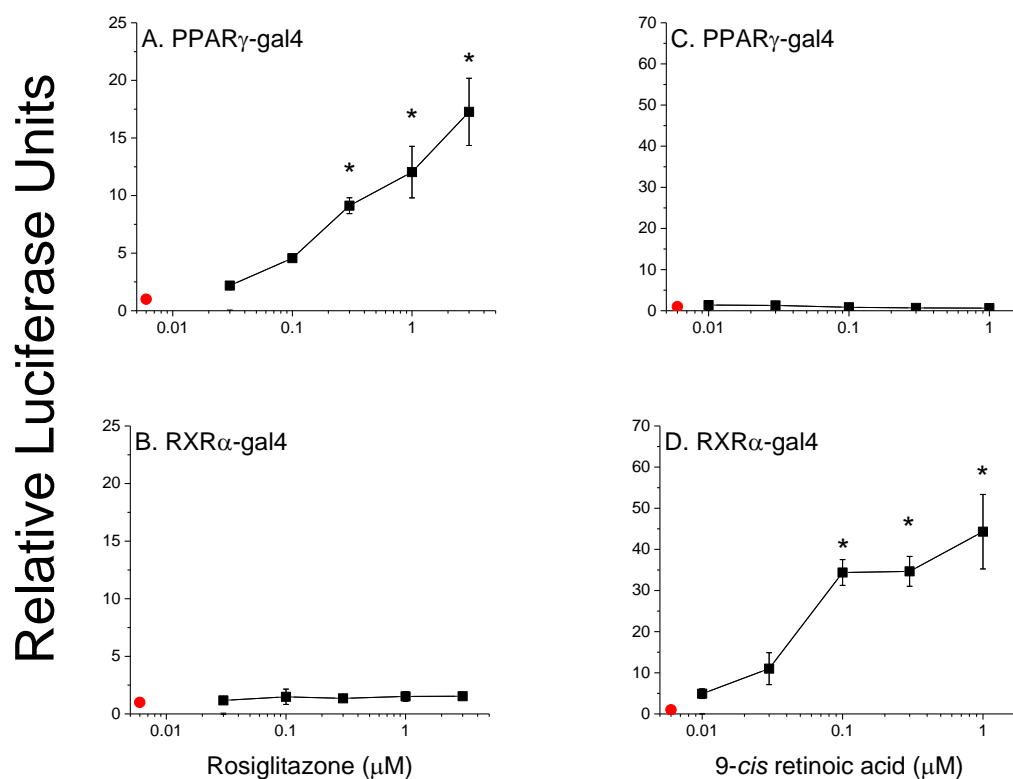 Relative Luciferase Units
A. PPARγ-gal4
25
20
15
10
5
0
0.01 0.1 1
* * *
C. PPARγ-gal4
70
60
50
40
30
20
10
0
0.01 0.1 1
B. RXRα-gal4
25
20
15
10
5
0
0.01 0.1 1
Rosiglitazone (μM)
D. RXRα-gal4
70
60
50
40
30
20
10
0
0.01 0.1 1
* * *
9-cis retinoic acid (μM)